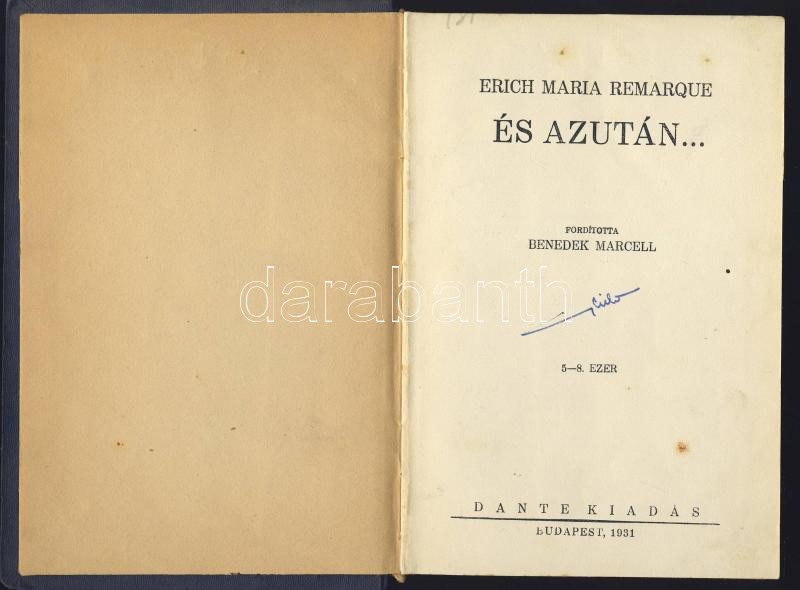 ERICH MARIA REMARQUE
ÉS AZUTÁN...
FORDÍTOTTA
BENEDEK MARCELL
darabanth
5—8. EZER
DANTE KIADÁS
BUDAPEST, 1931